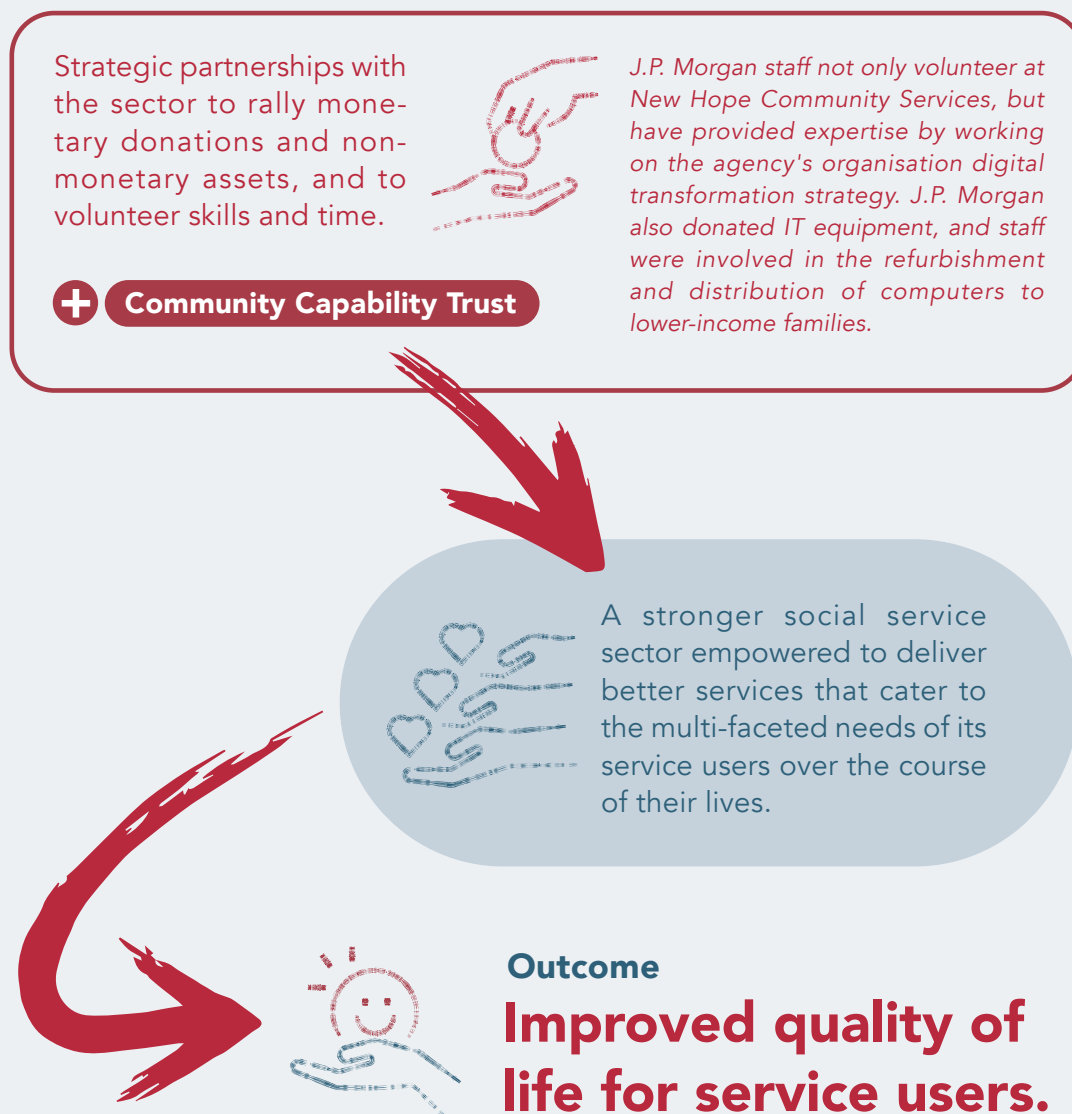 Strategic partnerships with
the sector to rally mone-
tary donations and non-
monetary assets, and to
volunteer skills and time.
+ Community Capability Trust
J.P. Morgan staff not only volunteer at
New Hope Community Services, but
have provided expertise by working
on the agency's organisation digital
transformation strategy. J.P. Morgan
also donated IT equipment, and staff
were involved in the refurbishment
and distribution of computers to
lower-income families.
A stronger social service
sector empowered to deliver
better services that cater to
the multi-faceted needs of its
service users over the course
of their lives.
Outcome
Improved quality of
life for service users.